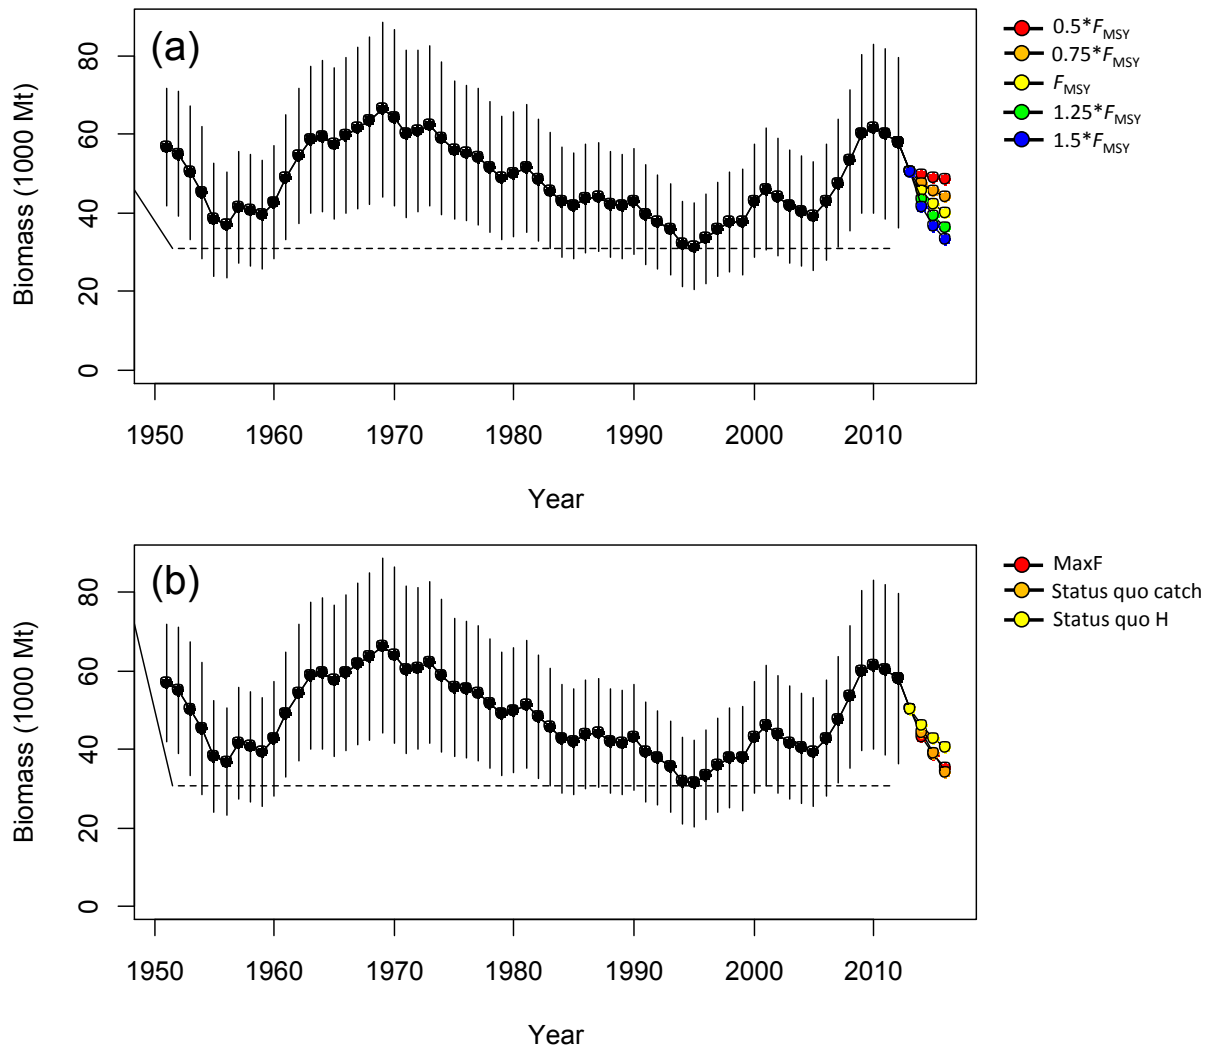 (a)
Biomass (1000 Mt)
80
60
40
20
0
1950 1960 1970 1980 1990 2000 2010
Year
0.5*FMSY
0.75*FMSY
FMSY
1.25*FMSY
1.5*FMSY
(b)
Biomass (1000 Mt)
80
60
40
20
0
1950 1960 1970 1980 1990 2000 2010
Year
MaxF
Status quo catch
Status quo H